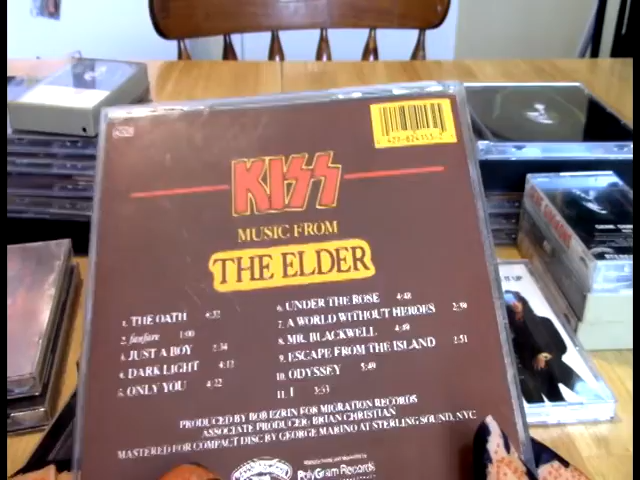 KISS
MUSIC FROM
THE ELDER
1. THE OATH 4:32
2. fanfare 1:00
3. JUST A BOY 2:34
4. DARK LIGHT 4:12
5. ONLY YOU 4:22
6. UNDER THE ROSE 4:48
7. A WORLD WITHOUT HEROES 2:39
8. MR. BLACKWELL 4:49
9. ESCAPE FROM THE ISLAND 2:51
10. ODYSSEY 5:49
11. I 3:53
PRODUCED BY BOB EZRIN FOR MIGRATION RECORDS
ASSOCIATE PRODUCER: BRIAN CHRISTIAN
MASTERED FOR COMPACT DISC BY GEORGE MARINO AT STERLING SOUND, NYC
PolyGram Records